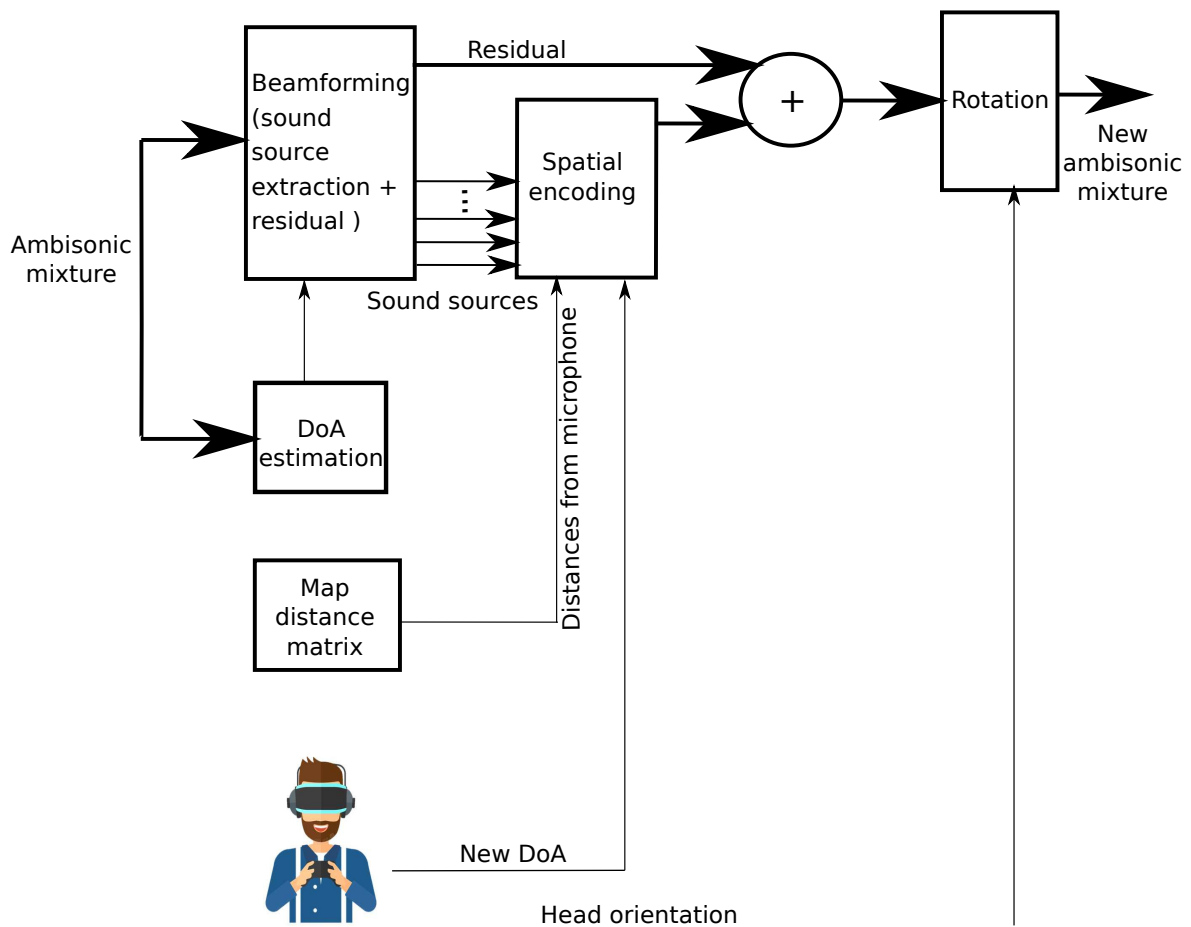 Residual
Beamforming
(sound
source
extraction +
residual )
+
Rotation
Spatial
encoding
New
ambisonic
mixture
Ambisonic
mixture
Sound sources
Distances from microphone
DoA
estimation
Map
distance
matrix
New DoA
Head orientation